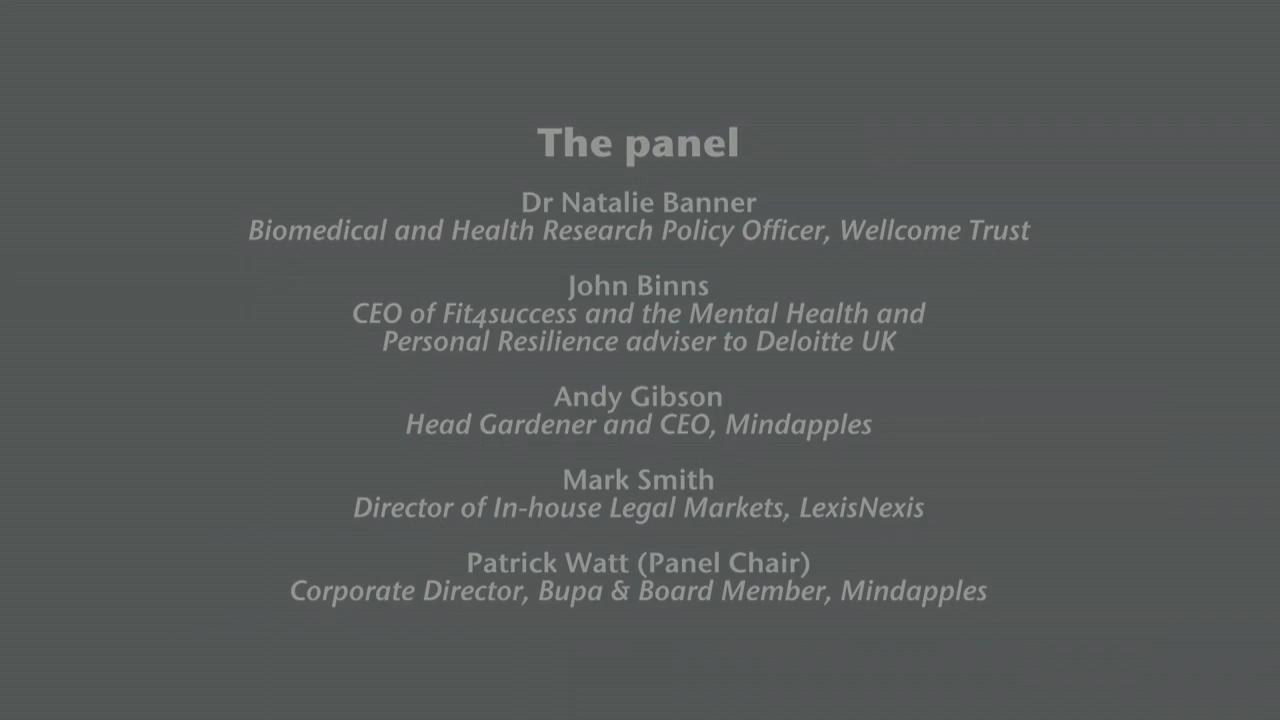 The panel
Dr Natalie Banner
Biomedical and Health Research Policy Officer, Wellcome Trust
John Binns
CEO of Fit4success and the Mental Health and
Personal Resilience adviser to Deloitte UK
Andy Gibson
Head Gardener and CEO, Mindapples
Mark Smith
Director of In-house Legal Markets, LexisNexis
Patrick Watt (Panel Chair)
Corporate Director, Bupa & Board Member, Mindapples